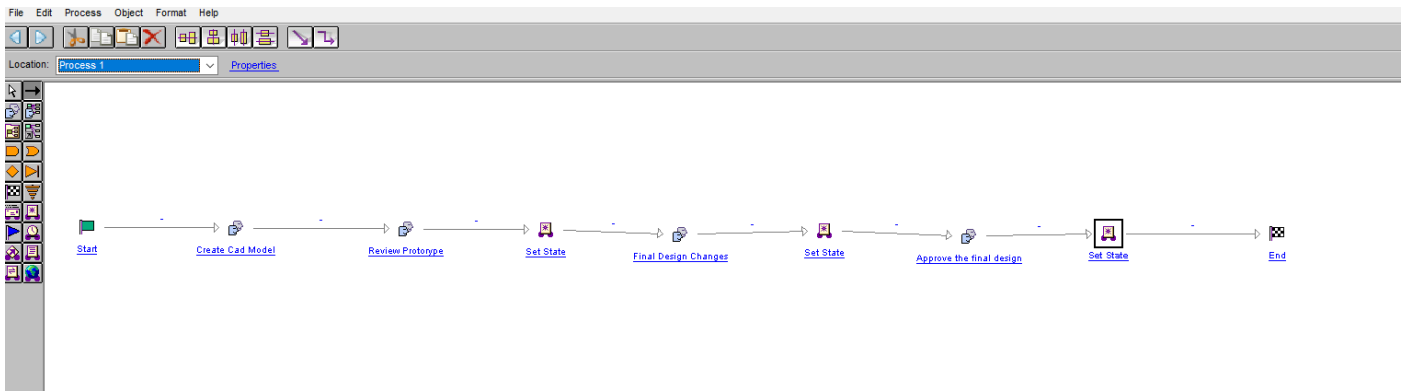 File Edit Process Object Format Help
Location: Process 1 Properties
Start
Create Cad Model
Review Protonype
Set State
Final Design Changes
Set State
Approve the final design
Set State
End